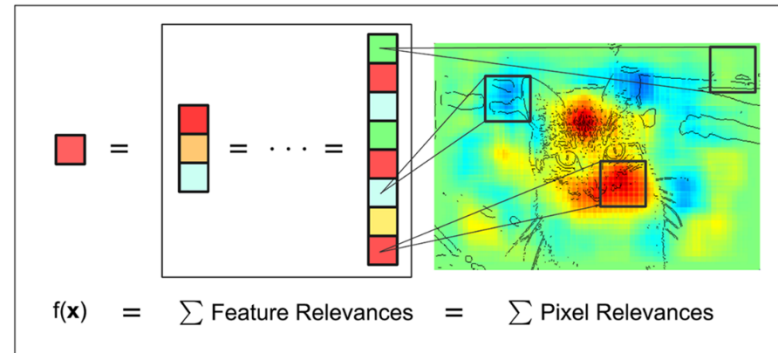 = = · · · =
f(x) = ∑ Feature Relevances = ∑ Pixel Relevances